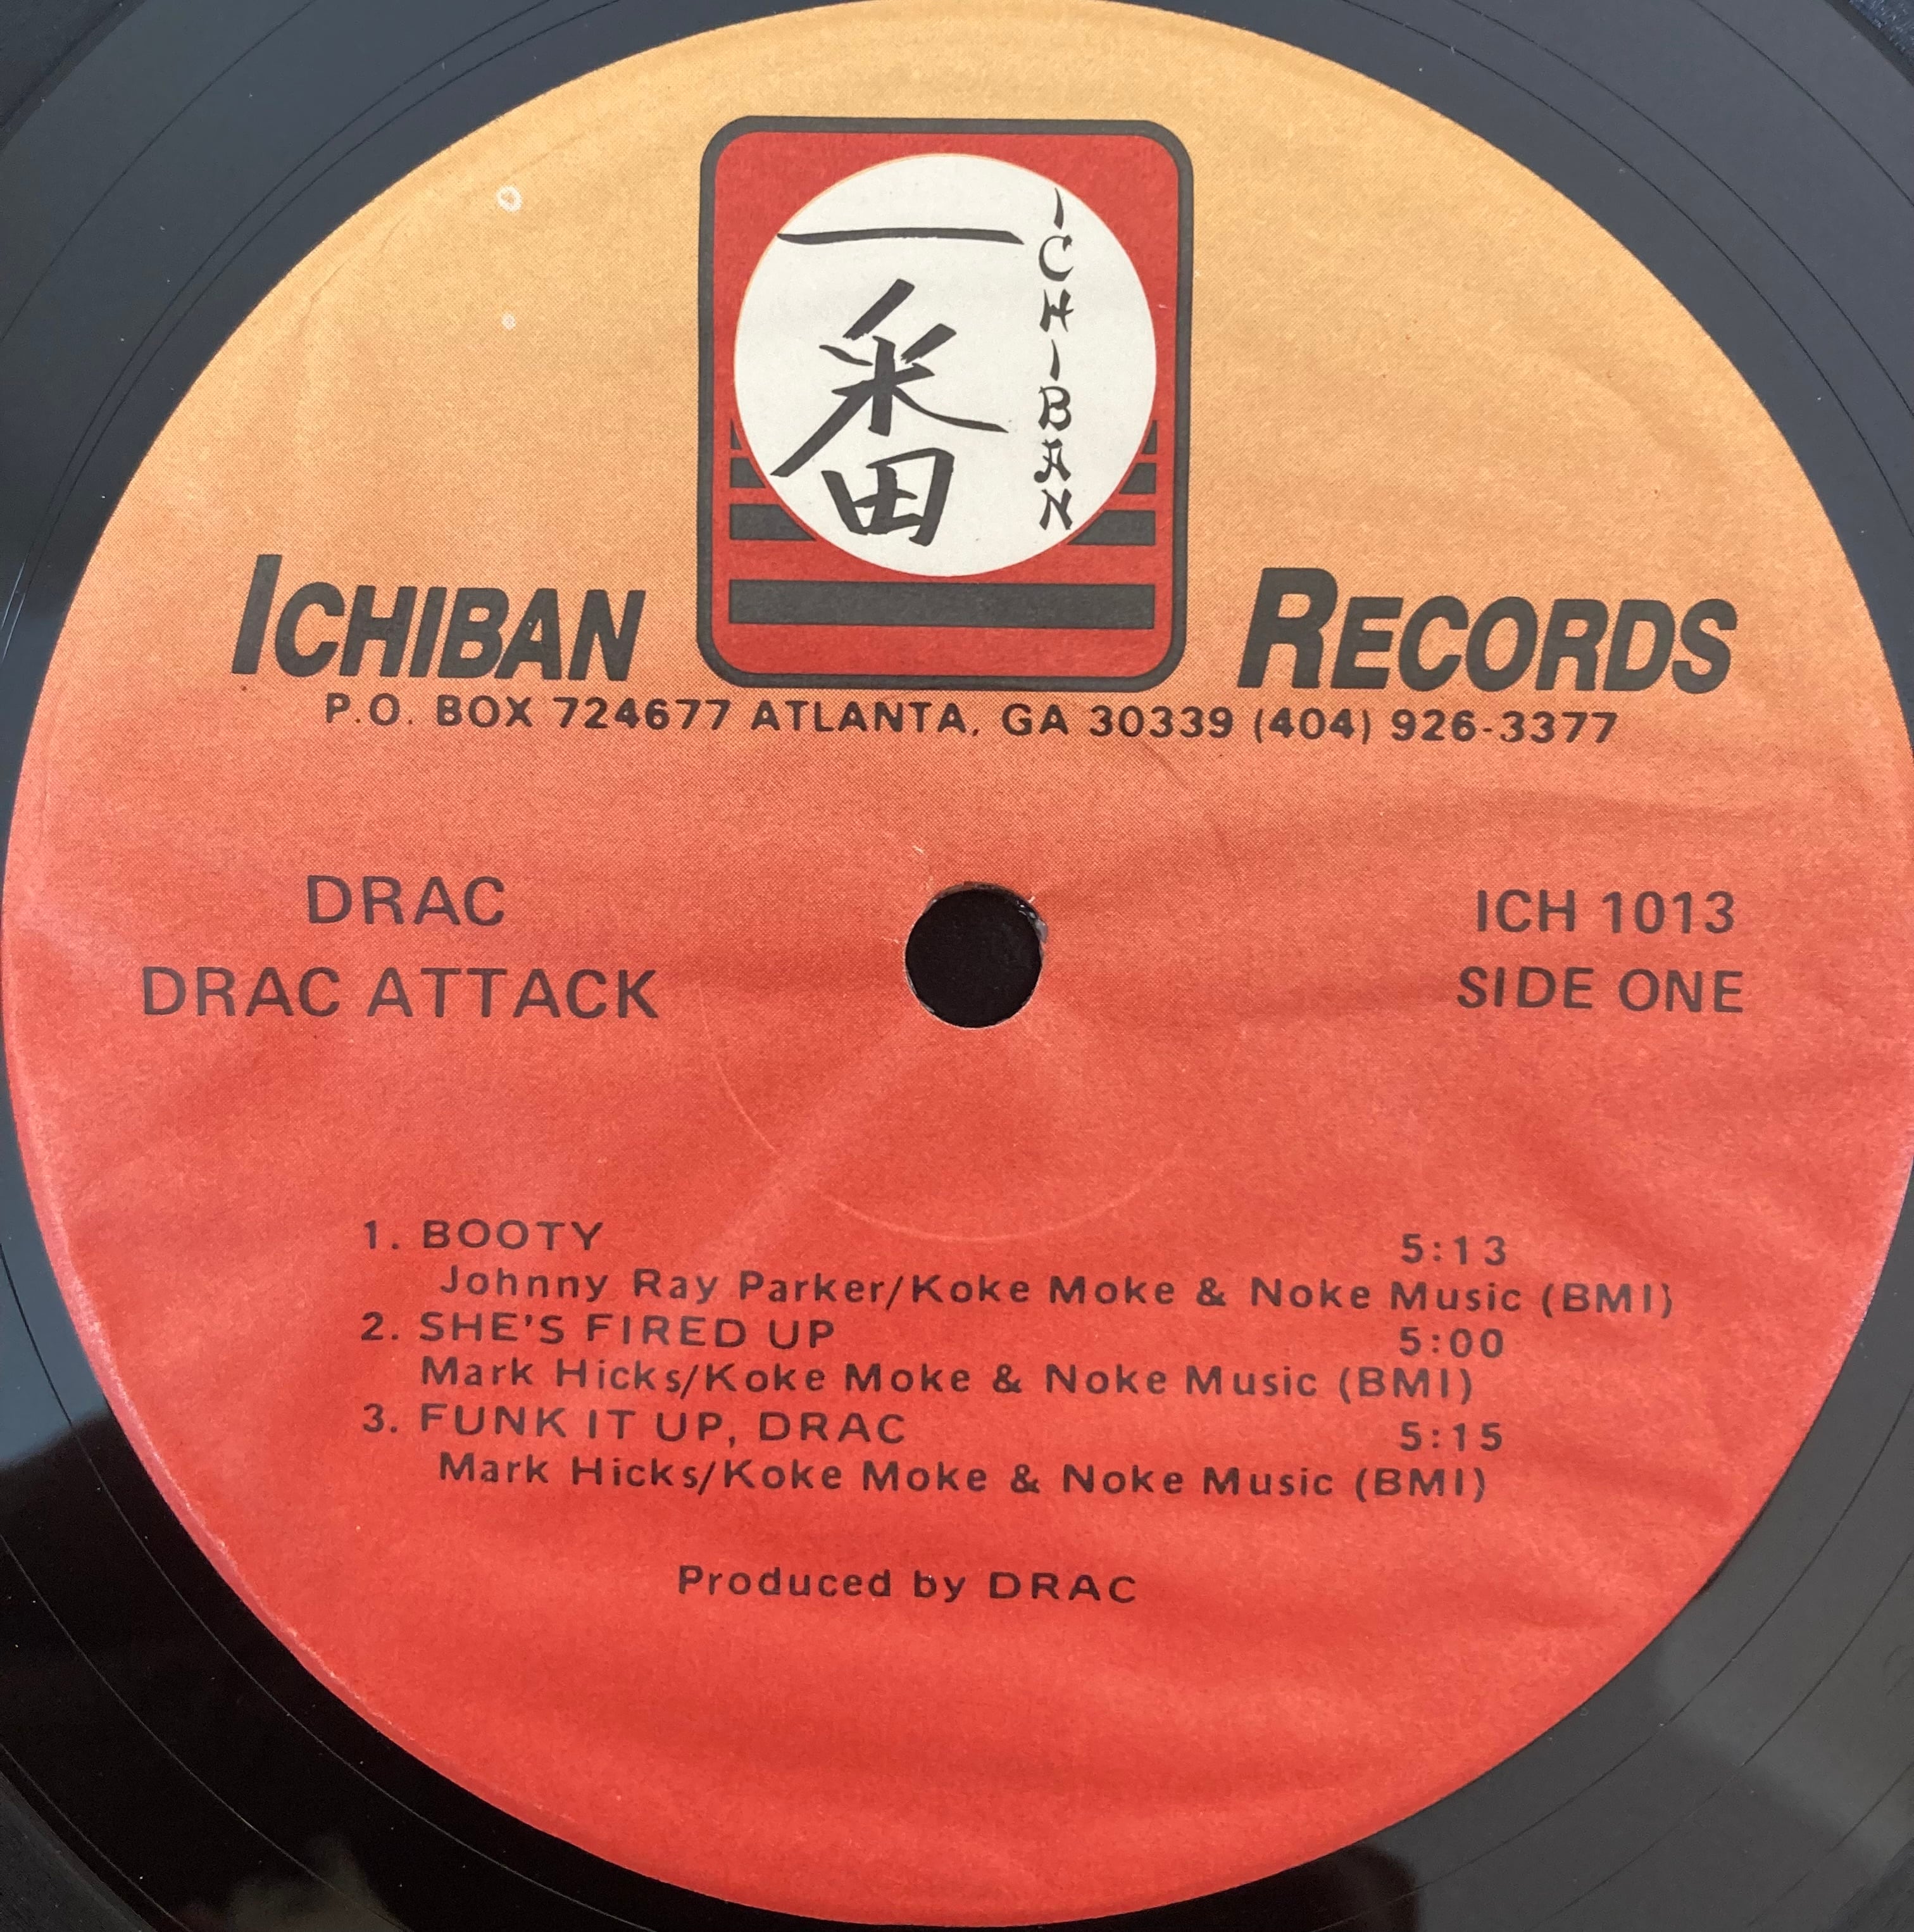 一番
ICHIBAN
ICHIBAN RECORDS
P.O. BOX 724677 ATLANTA, GA 30339 (404) 926-3377
DRAC
DRAC ATTACK
ICH 1013
SIDE ONE
1. BOOTY 5:13
Johnny Ray Parker/Koke Moke & Noke Music (BMI)
2. SHE'S FIRED UP 5:00
Mark Hicks/Koke Moke & Noke Music (BMI)
3. FUNK IT UP, DRAC 5:15
Mark Hicks/Koke Moke & Noke Music (BMI)
Produced by DRAC